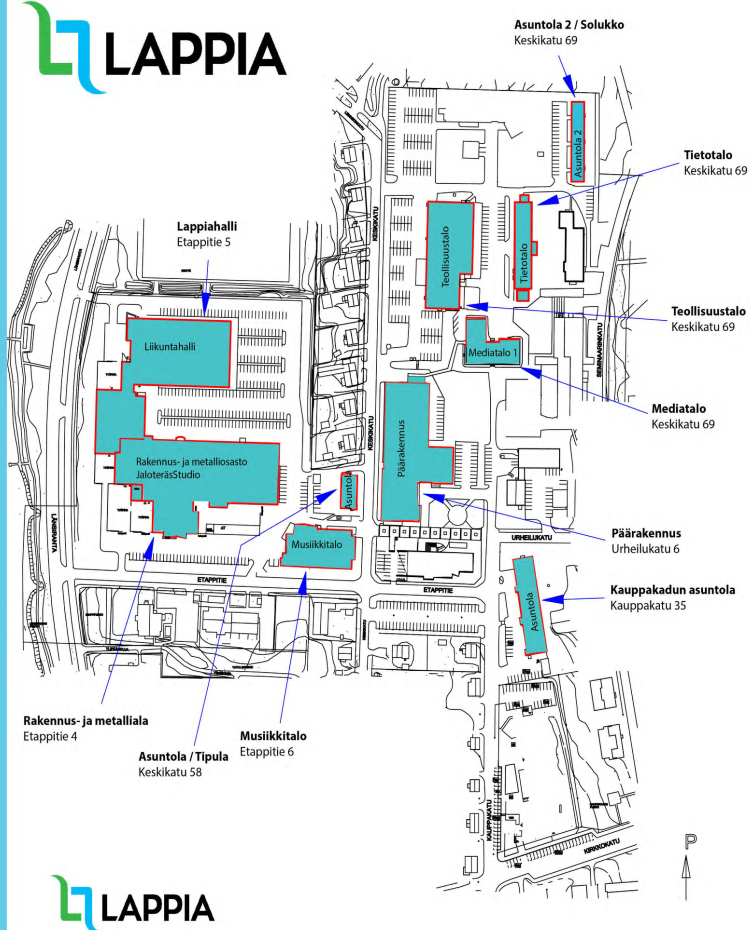 LAPPIA
Asuntola 2 / Solukko
Keskikatu 69
Asuntola 2
Tietotalo
Keskikatu 69
Lappiahalli
Etappitie 5
KESKIKATU
Teollisuustalo
Tietotalo
Teollisuustalo
Keskikatu 69
SEMINAARINKATU
Liikuntahalli
Mediatalo 1
Mediatalo
Keskikatu 69
KESKIKATU
Päärakennus
Rakennus- ja metalliosasto
JaloteräsStudio
Asuntola
LÄNSIRANTA
Musiikkitalo
Päärakennus
Urheilukatu 6
URHEILUKATU
ETAPPITIE
ETAPPITIE
Asuntola
Kauppakadun asuntola
Kauppakatu 35
Rakennus- ja metalliala
Etappitie 4
Asuntola / Tipula
Keskikatu 58
Musiikkitalo
Etappitie 6
KAUPPAKATU
KIRKKOKATU
P
LAPPIA